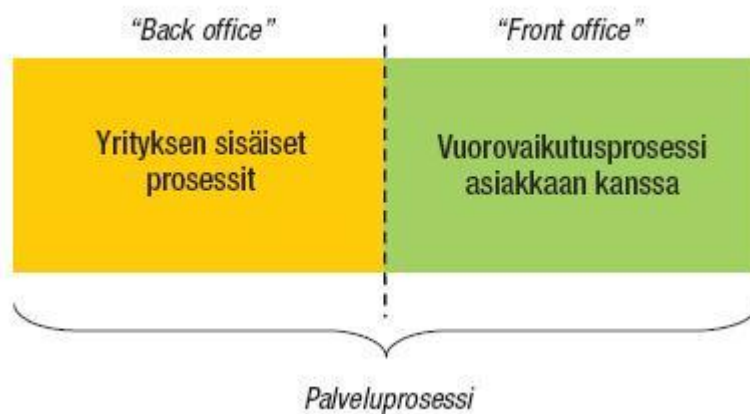 “Back office”
“Front office”
Yrityksen sisäiset
prosessit
Vuorovaikutusprosessi
asiakkaan kanssa
Palveluprosessi